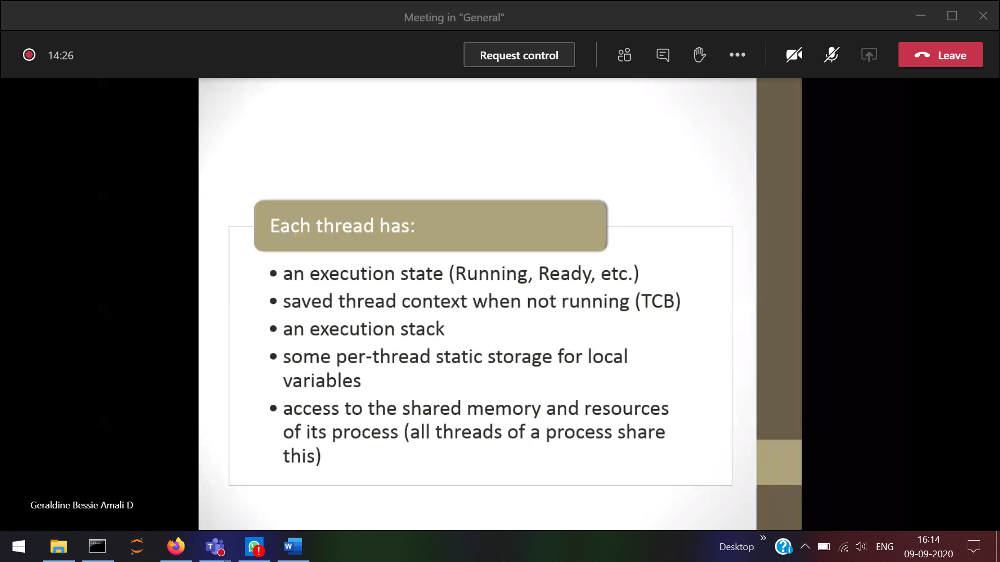 Meeting in "General"
14:26
Request control
Leave
Each thread has:
• an execution state (Running, Ready, etc.)
• saved thread context when not running (TCB)
• an execution stack
• some per-thread static storage for local
variables
• access to the shared memory and resources
of its process (all threads of a process share
this)
Geraldine Bessie Amali D
Desktop
ENG
16:14
09-09-2020